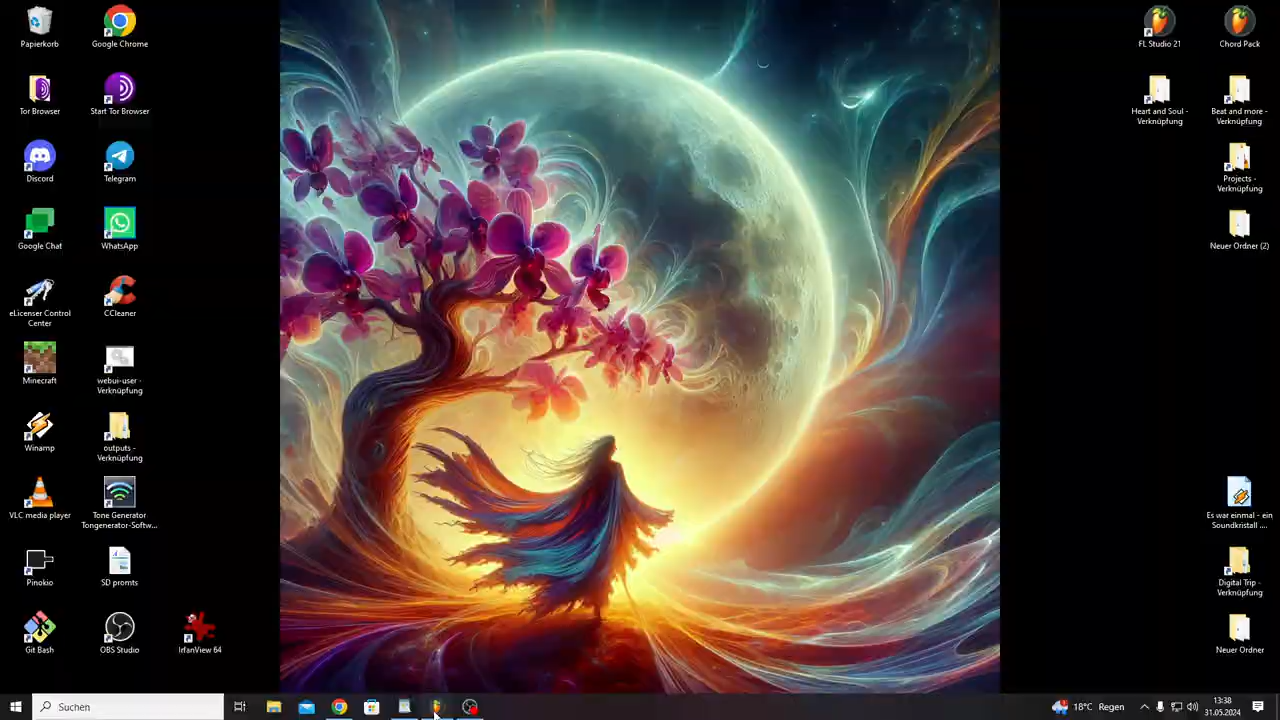 Papierkorb
Google Chrome
Tor Browser
Start Tor Browser
Discord
Telegram
Google Chat
WhatsApp
eLicenser Control
Center
CCleaner
Minecraft
webui-user -
Verknüpfung
Winamp
outputs -
Verknüpfung
VLC media player
Tone Generator
Tongenerator-Softw...
Pinokio
SD promts
Git Bash
OBS Studio
IrfanView 64
FL Studio 21
Chord Pack
Heart and Soul -
Verknüpfung
Beat and more -
Verknüpfung
Projects -
Verknüpfung
Neuer Ordner (2)
Es war einmal - ein
Soundkristall ....
Digital Trip -
Verknüpfung
Neuer Ordner
Suchen
18°C Regen
13:38
31.05.2024